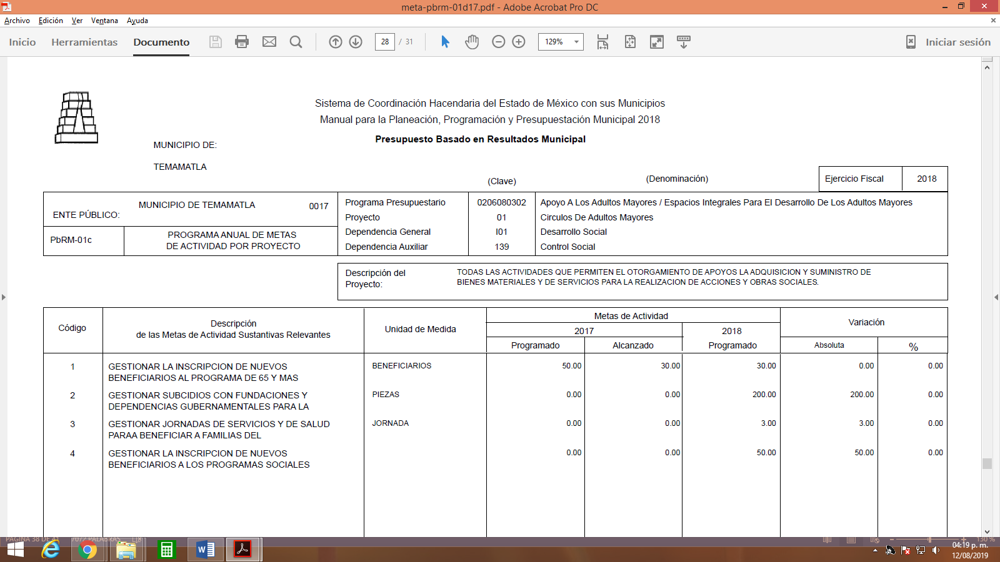 meta-pbrm-01d17.pdf - Adobe Acrobat Pro DC
Archivo Edición Ver Ventana Ayuda
Inicio Herramientas Documento 28 / 31 129% Iniciar sesión
Sistema de Coordinación Hacendaria del Estado de México con sus Municipios
Manual para la Planeación, Programación y Presupuestación Municipal 2018
Presupuesto Basado en Resultados Municipal
MUNICIPIO DE:
TEMAMATLA
(Clave) (Denominación) Ejercicio Fiscal 2018
ENTE PÚBLICO: MUNICIPIO DE TEMAMATLA 0017
PbRM-01c PROGRAMA ANUAL DE METAS
DE ACTIVIDAD POR PROYECTO
Programa Presupuestario 0206080302 Apoyo A Los Adultos Mayores / Espacios Integrales Para El Desarrollo De Los Adultos Mayores
Proyecto 01 Circulos De Adultos Mayores
Dependencia General I01 Desarrollo Social
Dependencia Auxiliar 139 Control Social
Descripción del
Proyecto:
TODAS LAS ACTIVIDADES QUE PERMITEN EL OTORGAMIENTO DE APOYOS LA ADQUISICION Y SUMINISTRO DE
BIENES MATERIALES Y DE SERVICIOS PARA LA REALIZACION DE ACCIONES Y OBRAS SOCIALES.
Código
Descripción
de las Metas de Actividad Sustantivas Relevantes
Unidad de Medida
Metas de Actividad
2017 2018
Programado Alcanzado Programado
Variación
Absoluta %
1 GESTIONAR LA INSCRIPCION DE NUEVOS BENEFICIARIOS 50.00 30.00 30.00 0.00 0.00
BENEFICIARIOS AL PROGRAMA DE 65 Y MAS
2 GESTIONAR SUBCIDIOS CON FUNDACIONES Y PIEZAS 0.00 0.00 200.00 200.00 0.00
DEPENDENCIAS GUBERNAMENTALES PARA LA
3 GESTIONAR JORNADAS DE SERVICIOS Y DE SALUD JORNADA 0.00 0.00 3.00 3.00 0.00
PARAA BENEFICIAR A FAMILIAS DEL
4 GESTIONAR LA INSCRIPCION DE NUEVOS 0.00 0.00 50.00 50.00 0.00
BENEFICIARIOS A LOS PROGRAMAS SOCIALES
PÁGINA 38 DE 41 7072 PALABRAS 130 %
04:19 p. m.
12/08/2019